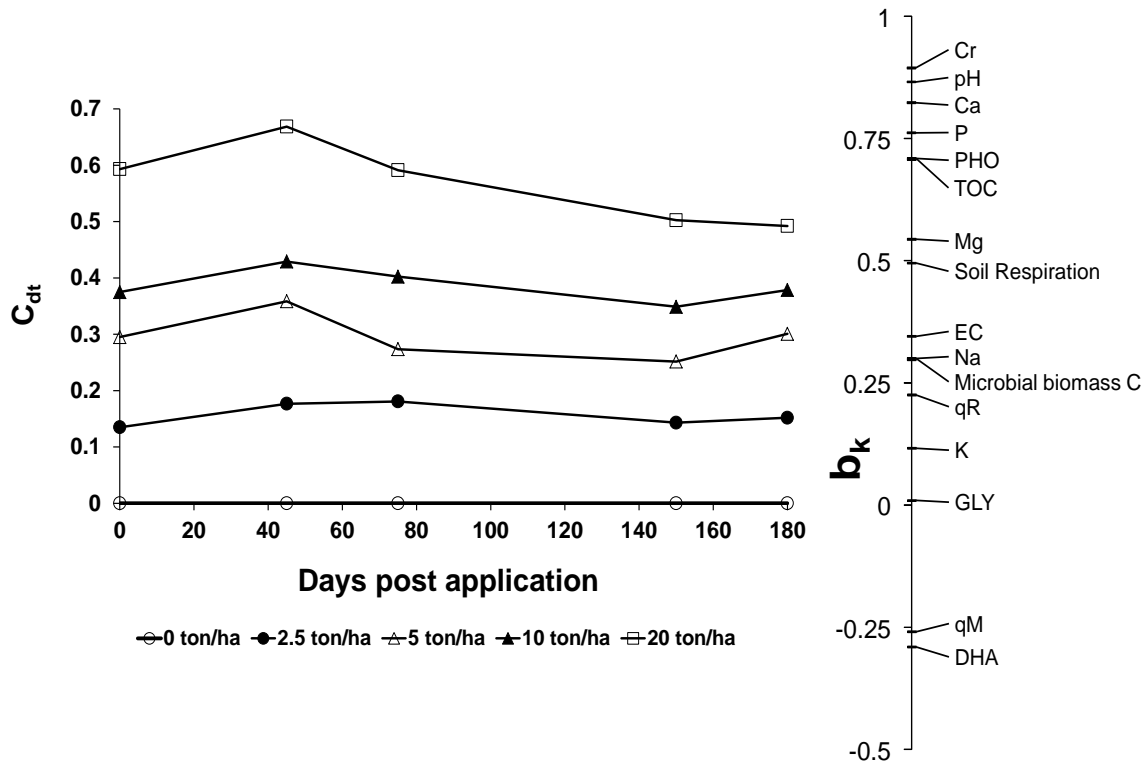 0.7
0.6
0.5
0.4
0.3
0.2
0.1
0
C_dt
0 20 40 60 80 100 120 140 160 180
Days post application
0 ton/ha 2.5 ton/ha 5 ton/ha 10 ton/ha 20 ton/ha
1
0.75
0.5
0.25
0
-0.25
-0.5
b_k
Cr
pH
Ca
P
PHO
TOC
Mg
Soil Respiration
EC
Na
Microbial biomass C
qR
K
GLY
qM
DHA